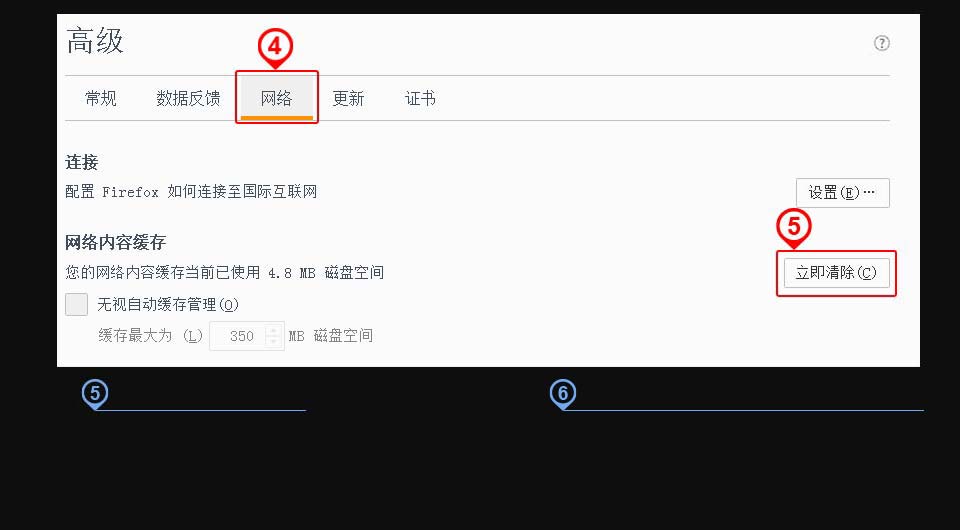 高级
?
4
常规 数据反馈 网络 更新 证书
连接
配置 Firefox 如何连接至国际互联网
设置(E)…
5
网络内容缓存
您的网络内容缓存当前已使用 4.8 MB 磁盘空间
立即清除(C)
无视自动缓存管理(O)
缓存最大为 (L) 350 MB 磁盘空间
5 6